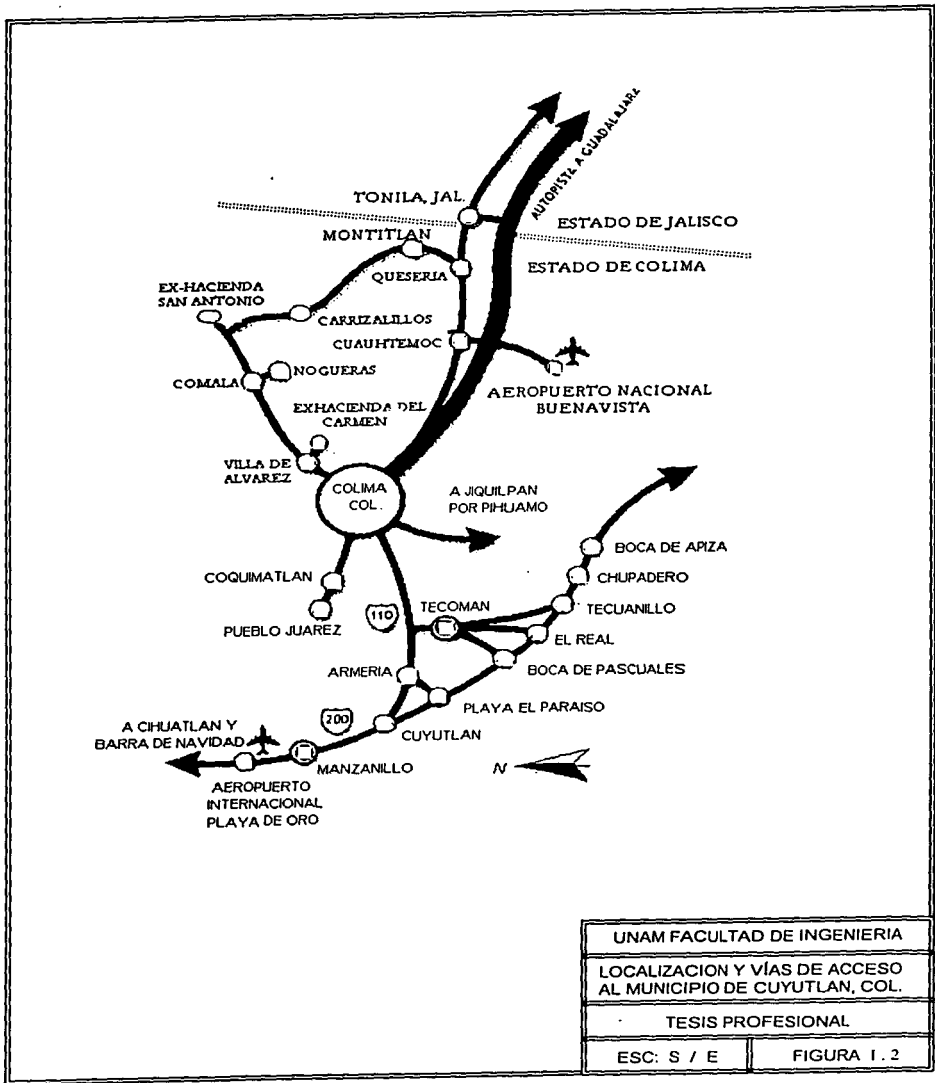 AUTOPISTA A GUADALAJARA
TONILA, JAL.
ESTADO DE JALISCO
MONTITLAN
ESTADO DE COLIMA
QUESERIA
EX-HACIENDA
SAN ANTONIO
CARRIZALILLOS
CUAUHTEMOC
NOGUERAS
COMALA
AEROPUERTO NACIONAL
BUENAVISTA
EXHACIENDA DEL
CARMEN
VILLA DE
ALVAREZ
COLIMA
COL.
A JIQUILPAN
POR PIHUAMO
BOCA DE APIZA
COQUIMATLAN
CHUPADERO
TECOMAN
110
TECUANILLO
PUEBLO JUAREZ
EL REAL
ARMERIA
BOCA DE PASCUALES
PLAYA EL PARAISO
200
A CIHUATLAN Y
BARRA DE NAVIDAD
CUYUTLAN
MANZANILLO
N
AEROPUERTO
INTERNACIONAL
PLAYA DE ORO
UNAM FACULTAD DE INGENIERIA
LOCALIZACION Y VÍAS DE ACCESO
AL MUNICIPIO DE CUYUTLAN, COL.
TESIS PROFESIONAL
ESC: S / E
FIGURA I . 2